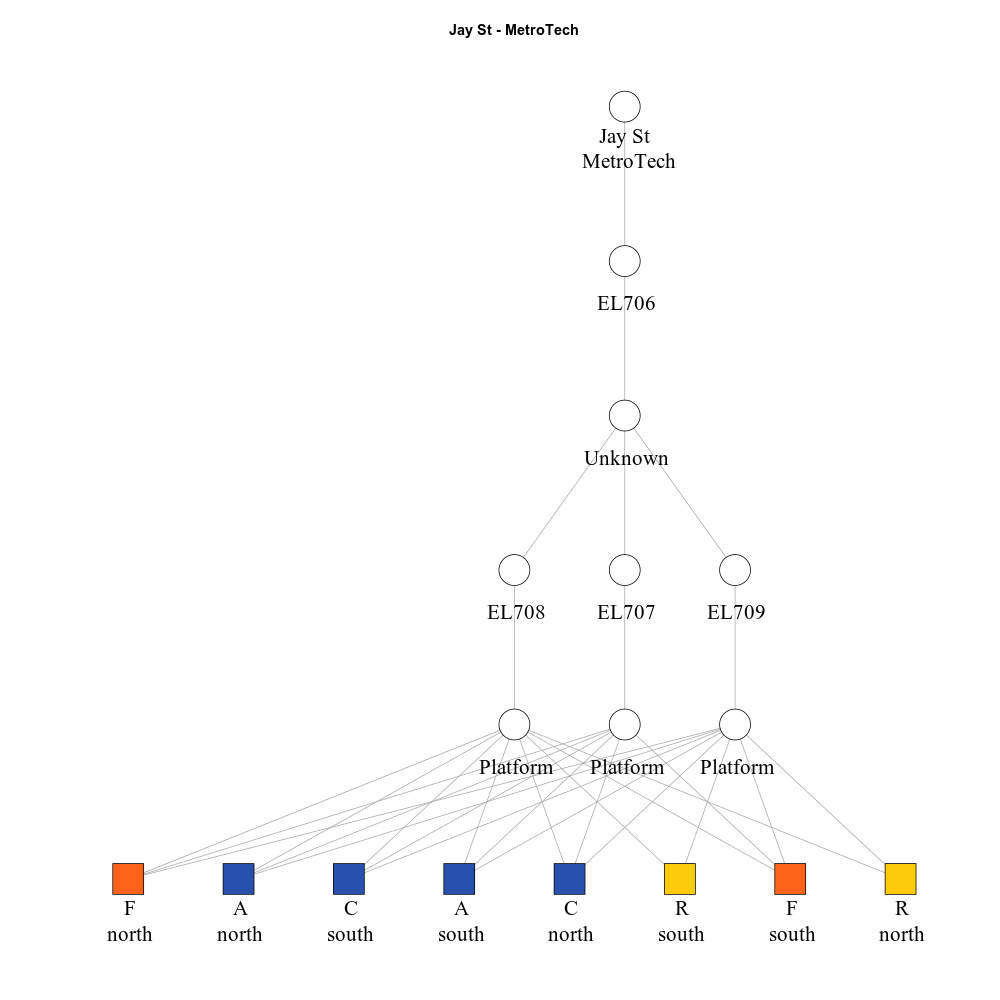 Jay St - MetroTech
Jay St
MetroTech
EL706
Unknown
EL708 EL707 EL709
Platform Platform Platform
F A C A C R F R
north north south south north south south north